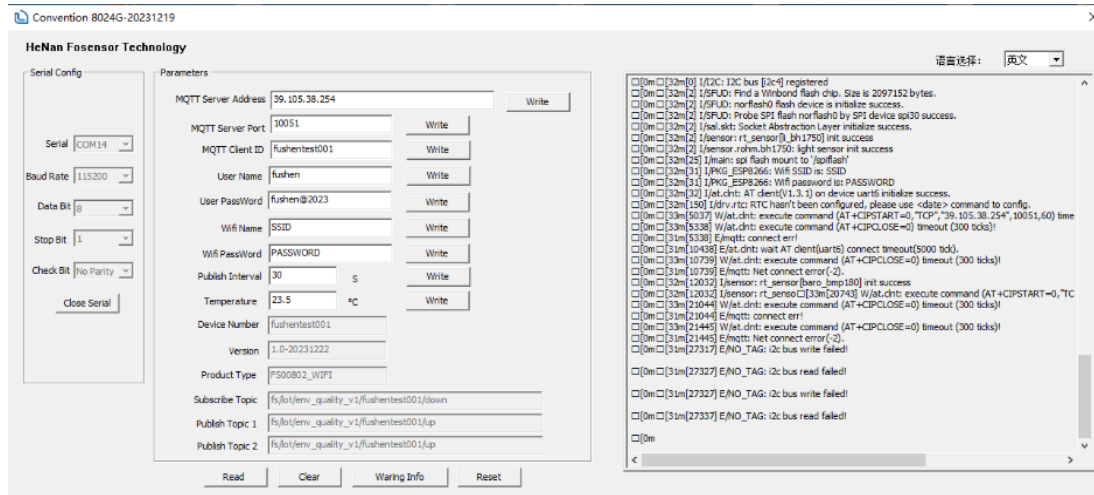 Convention 8024G-20231219
HeNan Fosensor Technology
语言选择: 英文
Serial Config
Serial COM14
Baud Rate 115200
Data Bit 8
Stop Bit 1
Check Bit No Parity
Close Serial
Parameters
MQTT Server Address 39.105.38.254 Write
MQTT Server Port 10051 Write
MQTT Client ID fushentest001 Write
User Name fushen Write
User PassWord fushen@2023 Write
Wifi Name SSID Write
Wifi PassWord PASSWORD Write
Publish Interval 30 S Write
Temperature 23.5 °C Write
Device Number fushentest001
Version 1.0-20231222
Product Type FS00802_WIFI
Subscribe Topic fs/lot/env_quality_v1/fushentest001/down
Publish Topic 1 fs/lot/env_quality_v1/fushentest001/up
Publish Topic 2 fs/lot/env_quality_v1/fushentest001/up
Read Clear Waring Info Reset
□[0m□[32m[0] I/I2C: I2C bus [i2c4] registered
□[0m□[32m[2] I/SFUD: Find a Winbond flash chip. Size is 2097152 bytes.
□[0m□[32m[2] I/SFUD: norflash0 flash device is initialize success.
□[0m□[32m[2] I/SFUD: Probe SPI flash norflash0 by SPI device spi30 success.
□[0m□[32m[2] I/sal.skt: Socket Abstraction Layer initialize success.
□[0m□[32m[2] I/sensor: rt_sensor[li_bh1750] init success
□[0m□[32m[2] I/sensor.rohm.bh1750: light sensor init success
□[0m□[32m[25] I/main: spi flash mount to '/spiflash'
□[0m□[32m[31] I/PKG_ESP8266: Wifi SSID is: SSID
□[0m□[32m[31] I/PKG_ESP8266: Wifi password is: PASSWORD
□[0m□[32m[32] I/at.clnt: AT client(V1.3.1) on device uart6 initialize success.
□[0m□[32m[150] I/drv.rtc: RTC hasn't been configured, please use <date> command to config.
□[0m□[33m[5037] W/at.clnt: execute command (AT+CIPSTART=0,"TCP","39.105.38.254",10051,60) time
□[0m□[33m[5338] W/at.clnt: execute command (AT+CIPCLOSE=0) timeout (300 ticks)!
□[0m□[31m[5338] E/mqtt: connect err!
□[0m□[31m[10438] E/at.clnt: wait AT client(uart6) connect timeout(5000 tick).
□[0m□[33m[10739] W/at.clnt: execute command (AT+CIPCLOSE=0) timeout (300 ticks)!
□[0m□[31m[10739] E/mqtt: Net connect error(-2).
□[0m□[32m[12032] I/sensor: rt_sensor[baro_bmp180] init success
□[0m□[32m[12032] I/sensor: rt_senso□[33m[20743] W/at.clnt: execute command (AT+CIPSTART=0,"TC
□[0m□[33m[21044] W/at.clnt: execute command (AT+CIPCLOSE=0) timeout (300 ticks)!
□[0m□[31m[21044] E/mqtt: connect err!
□[0m□[33m[21445] W/at.clnt: execute command (AT+CIPCLOSE=0) timeout (300 ticks)!
□[0m□[31m[21445] E/mqtt: Net connect error(-2).
□[0m□[31m[27317] E/NO_TAG: i2c bus write failed!
□[0m□[31m[27327] E/NO_TAG: i2c bus read failed!
□[0m□[31m[27327] E/NO_TAG: i2c bus write failed!
□[0m□[31m[27337] E/NO_TAG: i2c bus read failed!
□[0m